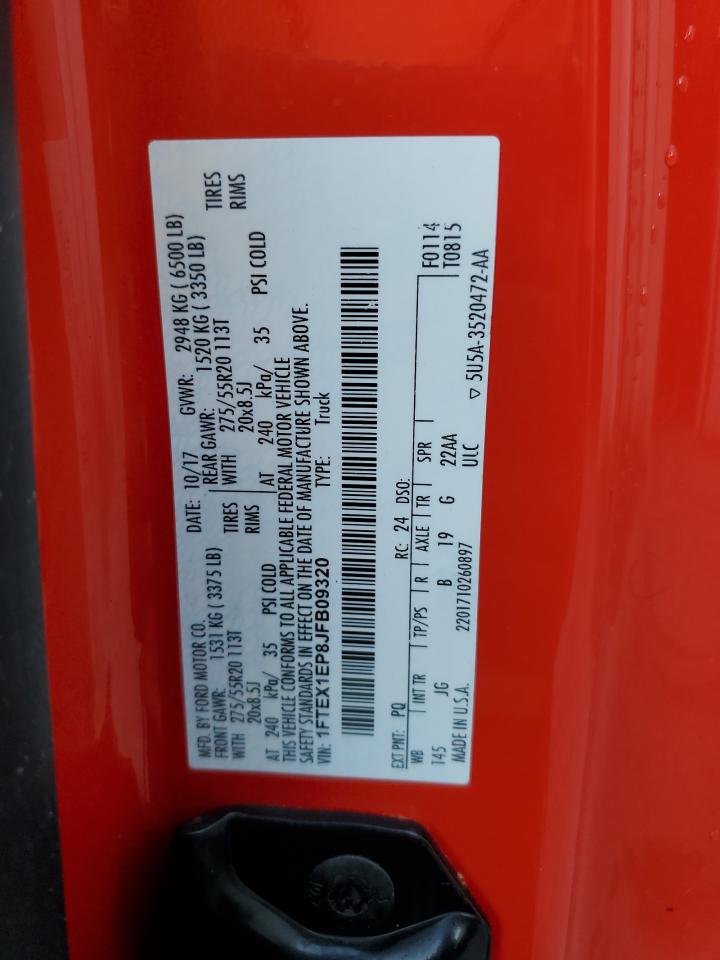 MFD. BY FORD MOTOR CO. DATE: 10/17 GVWR: 2948 KG ( 6500 LB)
FRONT GAWR: 1531 KG ( 3375 LB) REAR GAWR: 1520 KG ( 3350 LB)
WITH 275/55R20 113T TIRES WITH 275/55R20 113T TIRES
20x8.5J RIMS 20x8.5J RIMS
AT 240 kPa/ 35 PSI COLD AT 240 kPa/ 35 PSI COLD
THIS VEHICLE CONFORMS TO ALL APPLICABLE FEDERAL MOTOR VEHICLE
SAFETY STANDARDS IN EFFECT ON THE DATE OF MANUFACTURE SHOWN ABOVE.
VIN: 1FTEX1EP8JFB09320 TYPE: Truck
EXT PNT: PQ RC: 24 DSO: F0114
WB INT TR TP/PS R AXLE TR SPR T0815
145 JG B 19 G 22AA
MADE IN U.S.A. 2201710260897 ULC ▽ 5U5A-3520472-AA